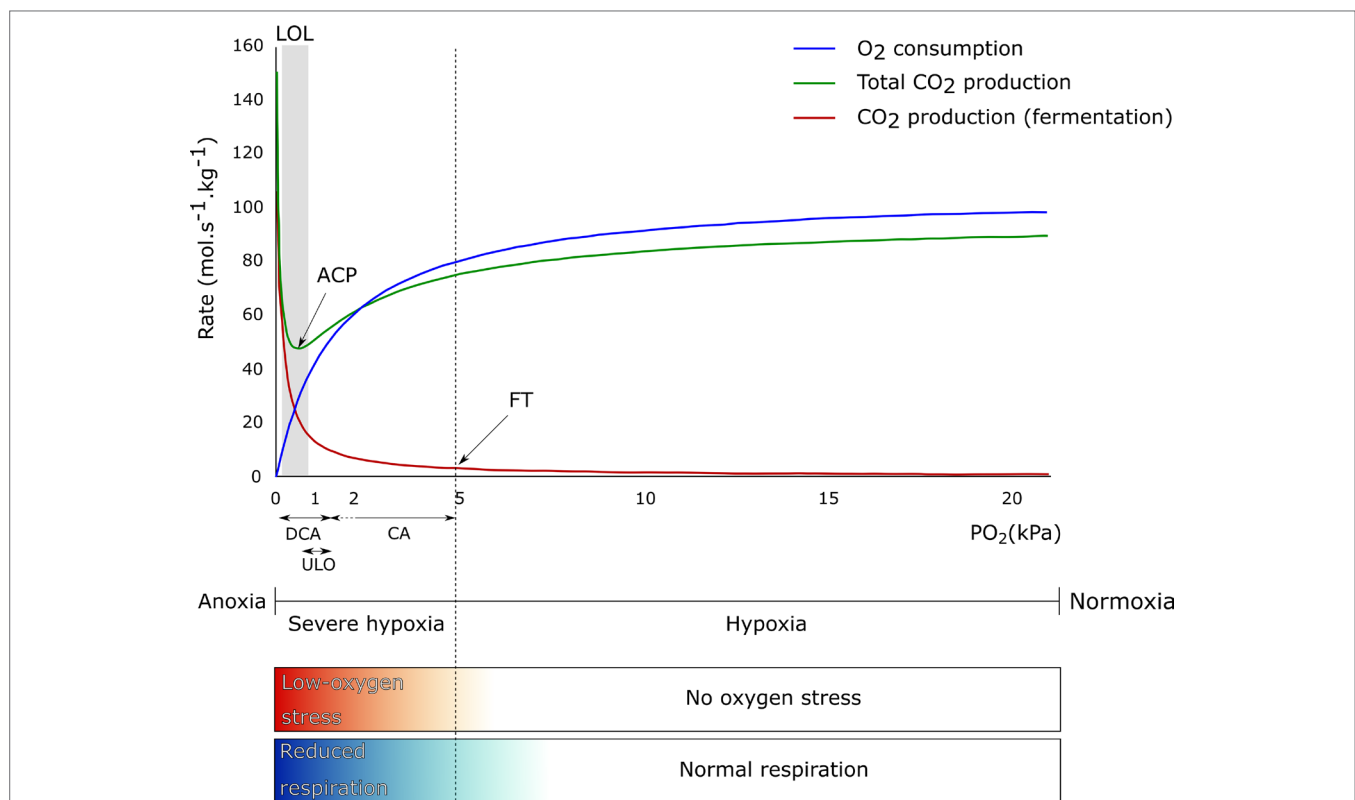 LOL
160
140
120
100
80
60
40
20
0
Rate (mol.s⁻¹.kg⁻¹)
O₂ consumption
Total CO₂ production
CO₂ production (fermentation)
ACP
FT
0 1 2 5 10 15 20
DCA CA
ULO
PO₂(kPa)
Anoxia Normoxia
Severe hypoxia Hypoxia
Low-oxygen
stress
No oxygen stress
Reduced
respiration
Normal respiration